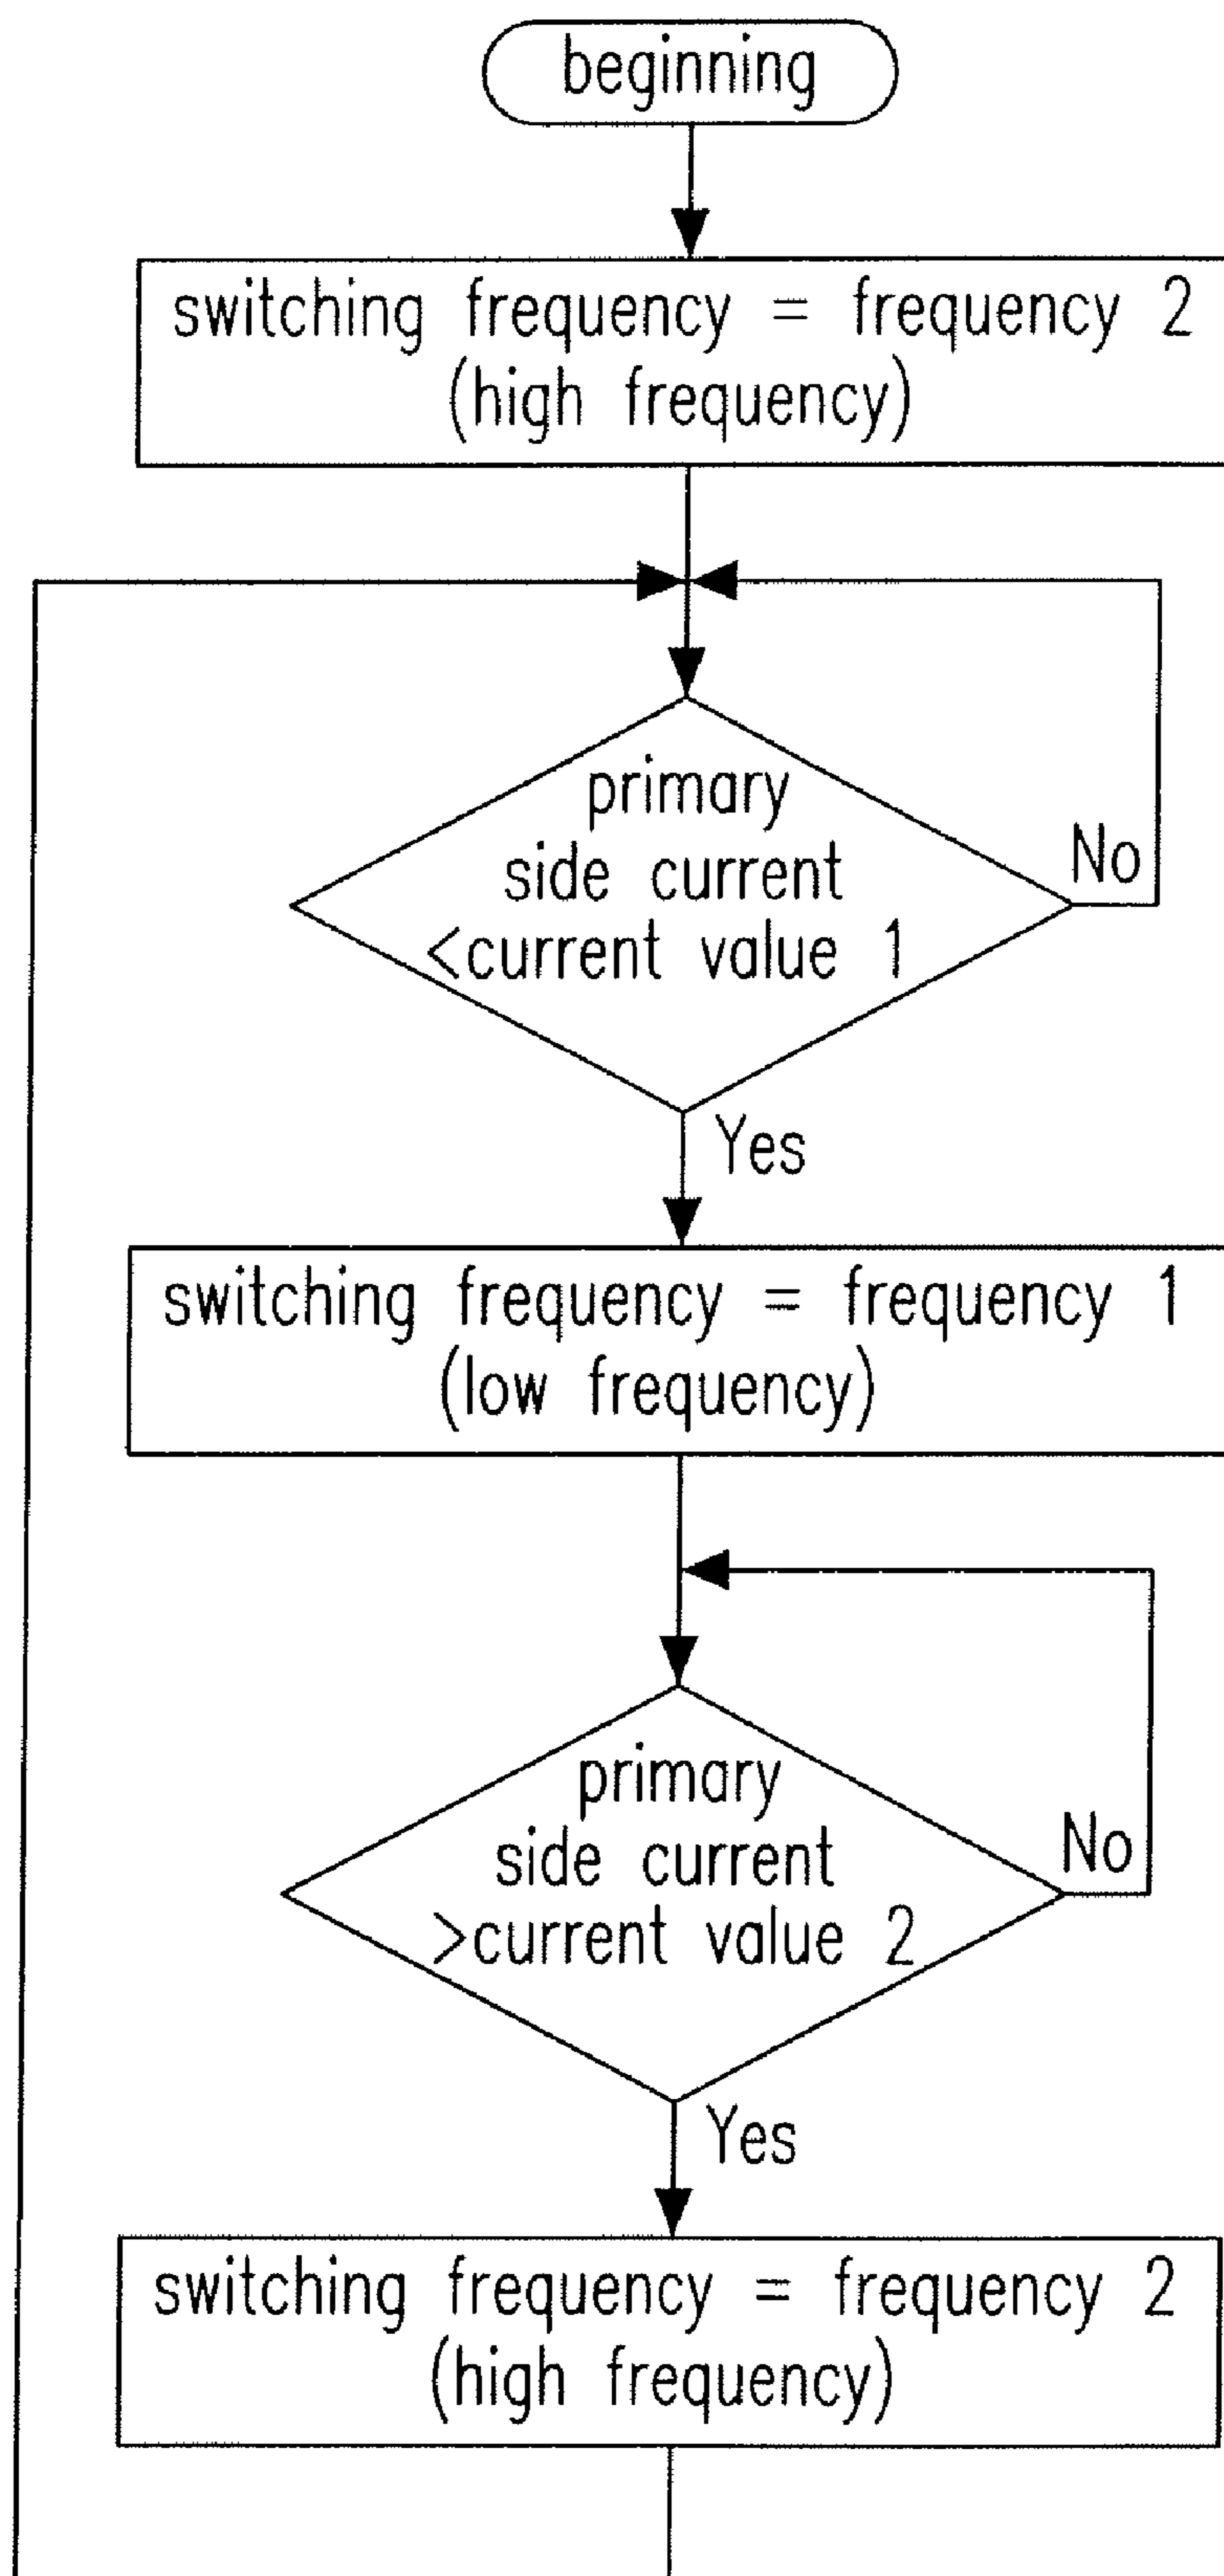 beginning
switching frequency = frequency 2
(high frequency)
primary
side current
<current value 1
No
Yes
switching frequency = frequency 1
(low frequency)
primary
side current
>current value 2
No
Yes
switching frequency = frequency 2
(high frequency)